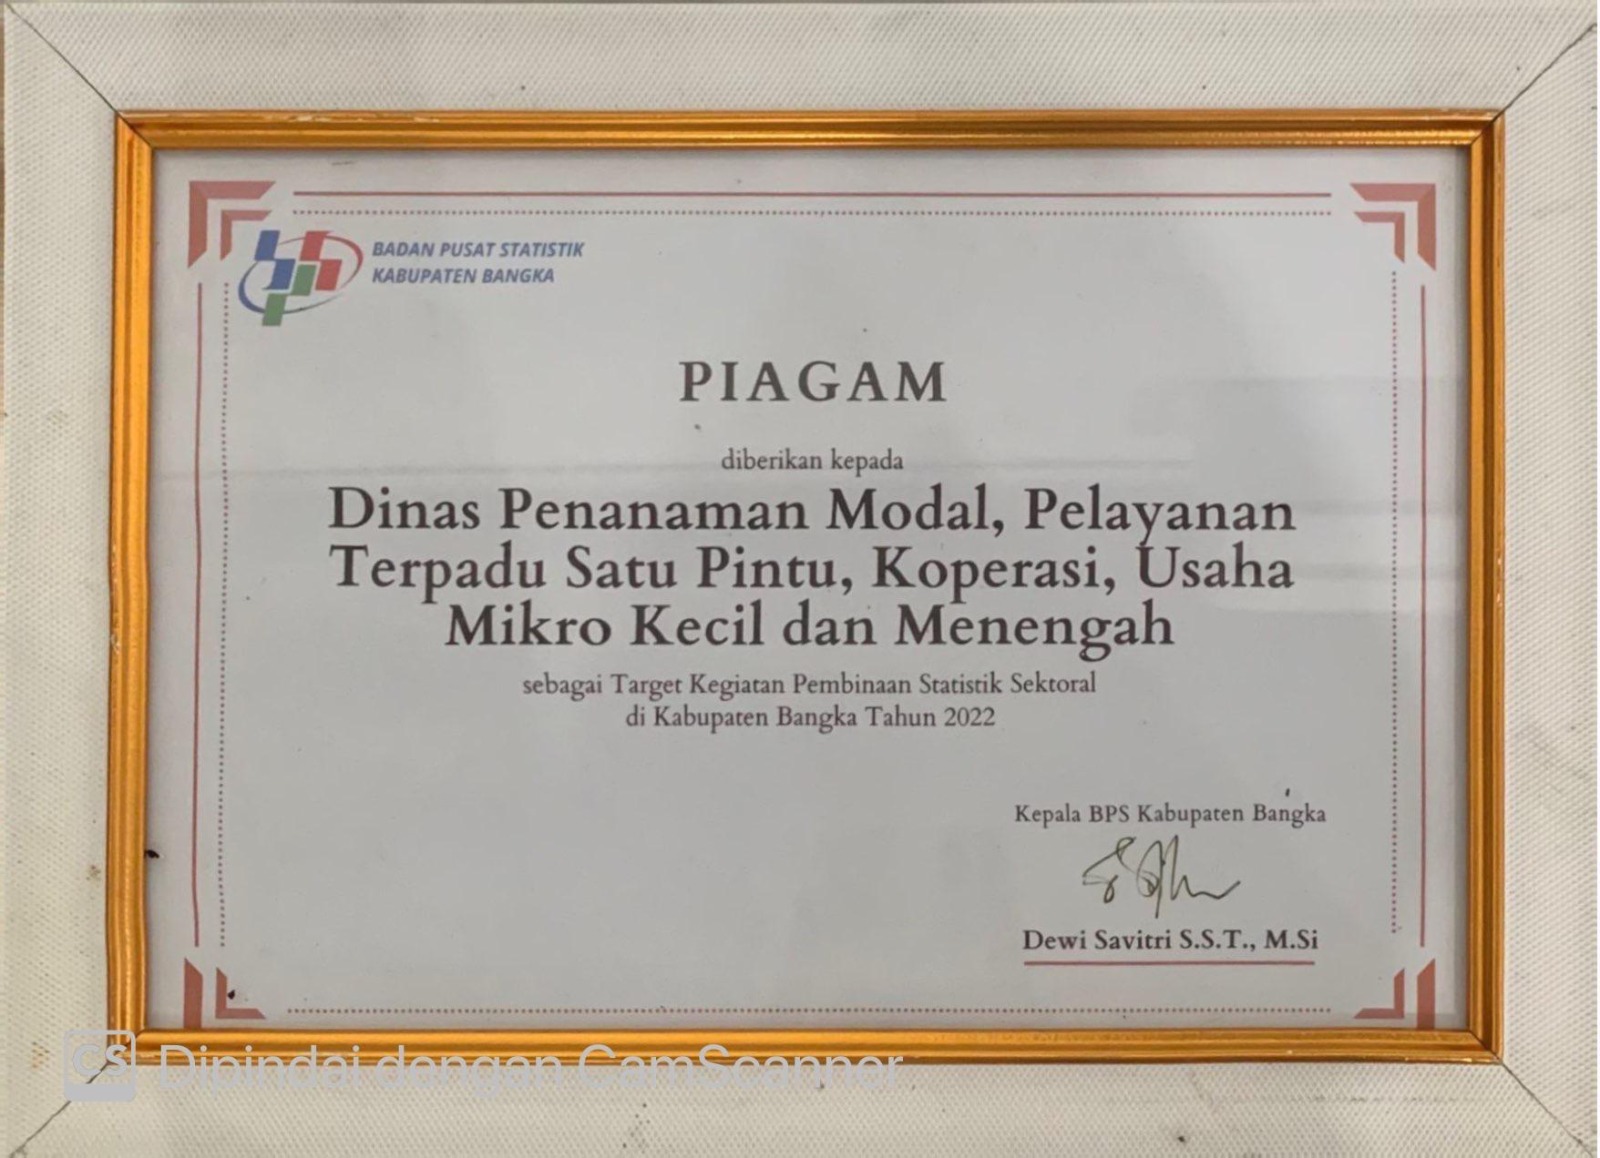 BADAN PUSAT STATISTIK
KABUPATEN BANGKA
PIAGAM
diberikan kepada
Dinas Penanaman Modal, Pelayanan
Terpadu Satu Pintu, Koperasi, Usaha
Mikro Kecil dan Menengah
sebagai Target Kegiatan Pembinaan Statistik Sektoral
di Kabupaten Bangka Tahun 2022
Kepala BPS Kabupaten Bangka
Dewi Savitri S.S.T., M.Si
CS Dipindai dengan CamScanner